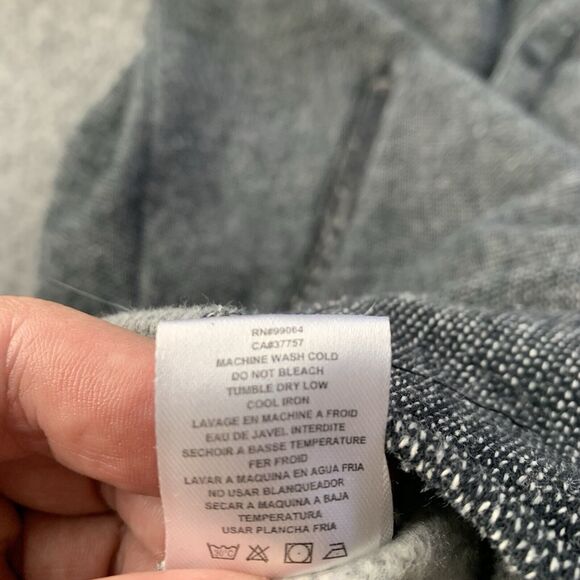 RN#99064
CA#37757
MACHINE WASH COLD
DO NOT BLEACH
TUMBLE DRY LOW
COOL IRON
LAVAGE EN MACHINE A FROID
EAU DE JAVEL INTERDITE
SECHOIR A BASSE TEMPERATURE
FER FROID
LAVAR A MAQUINA EN AGUA FRIA
NO USAR BLANQUEADOR
SECAR A MAQUINA A BAJA
TEMPERATURA
USAR PLANCHA FRIA